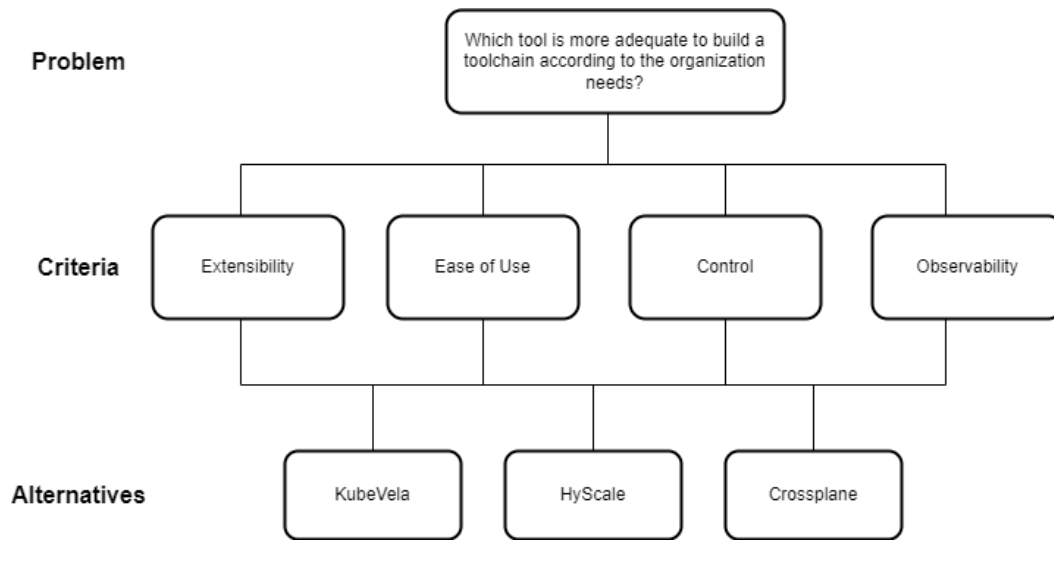 Problem
Which tool is more adequate to build a
toolchain according to the organization
needs?
Criteria
Extensibility
Ease of Use
Control
Observability
Alternatives
KubeVela
HyScale
Crossplane